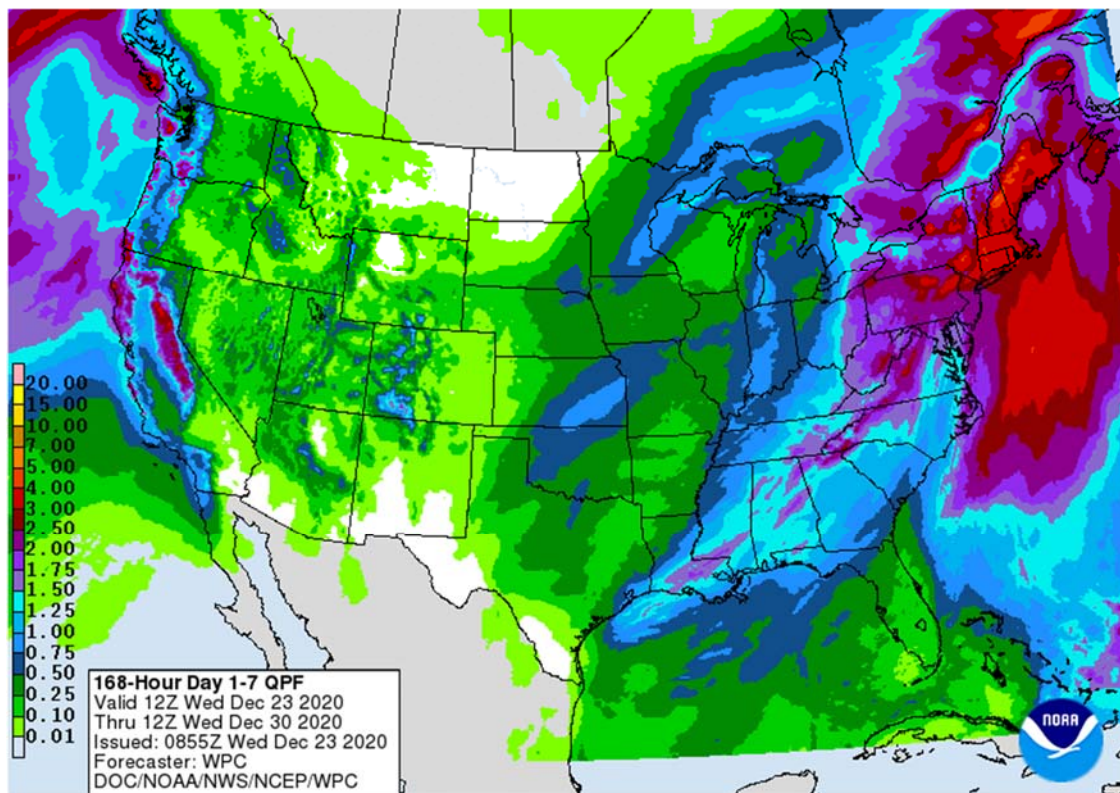 20.00
15.00
10.00
7.00
5.00
4.00
3.00
2.50
2.00
1.75
1.50
1.25
1.00
0.75
0.50
0.25
0.10
0.01
168-Hour Day 1-7 QPF
Valid 12Z Wed Dec 23 2020
Thru 12Z Wed Dec 30 2020
Issued: 0855Z Wed Dec 23 2020
Forecaster: WPC
DOC/NOAA/NWS/NCEP/WPC
NOAA